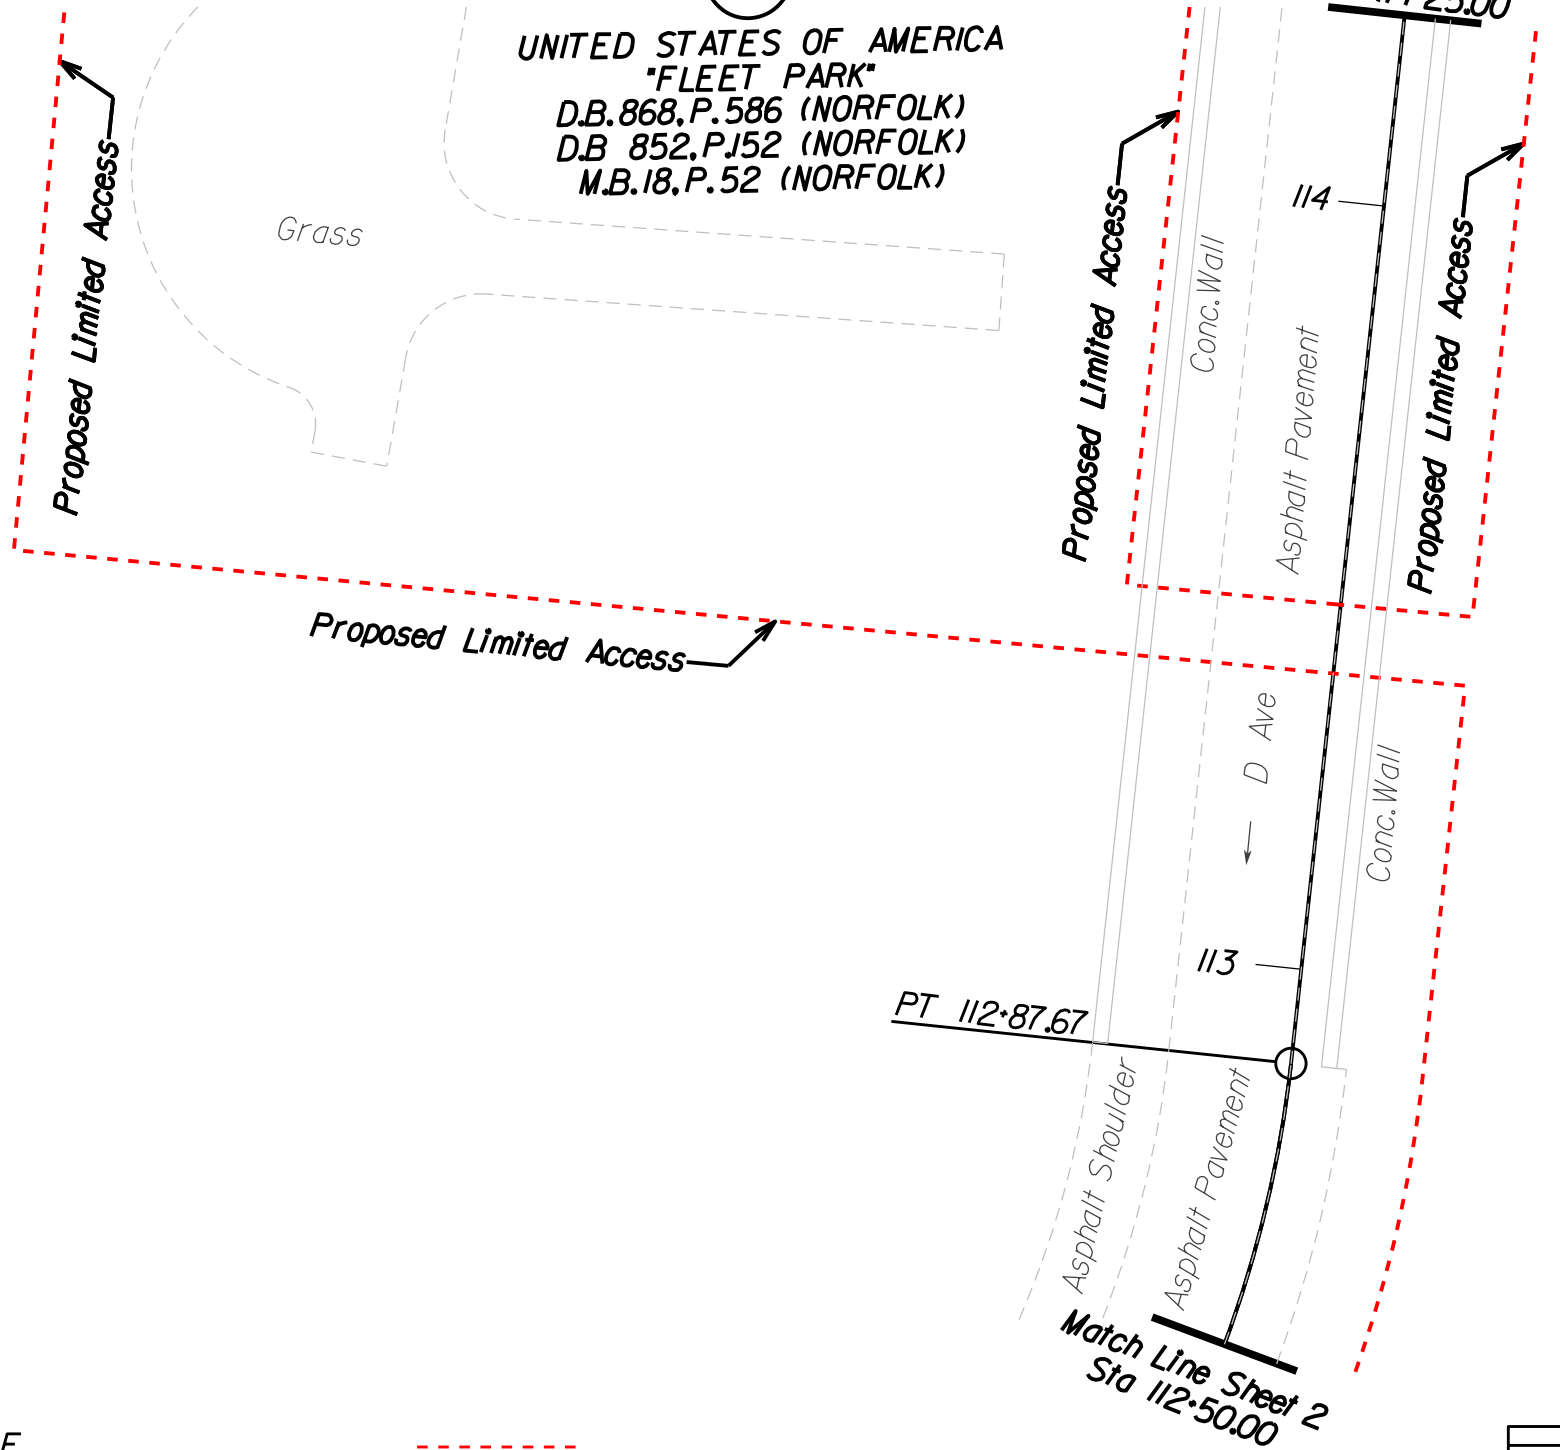 UNITED STATES OF AMERICA
"FLEET PARK"
D.B. 868, P. 586 (NORFOLK)
D.B 852, P.152 (NORFOLK)
M.B. 18, P. 52 (NORFOLK)
25.00
Proposed Limited Access
Grass
Proposed Limited Access
Conc. Wall
114
Asphalt Pavement
Proposed Limited Access
Proposed Limited Access
D Ave
Conc. Wall
113
PT 112+87.67
Asphalt Shoulder
Asphalt Pavement
Match Line Sheet 2
Sta 112+50.00